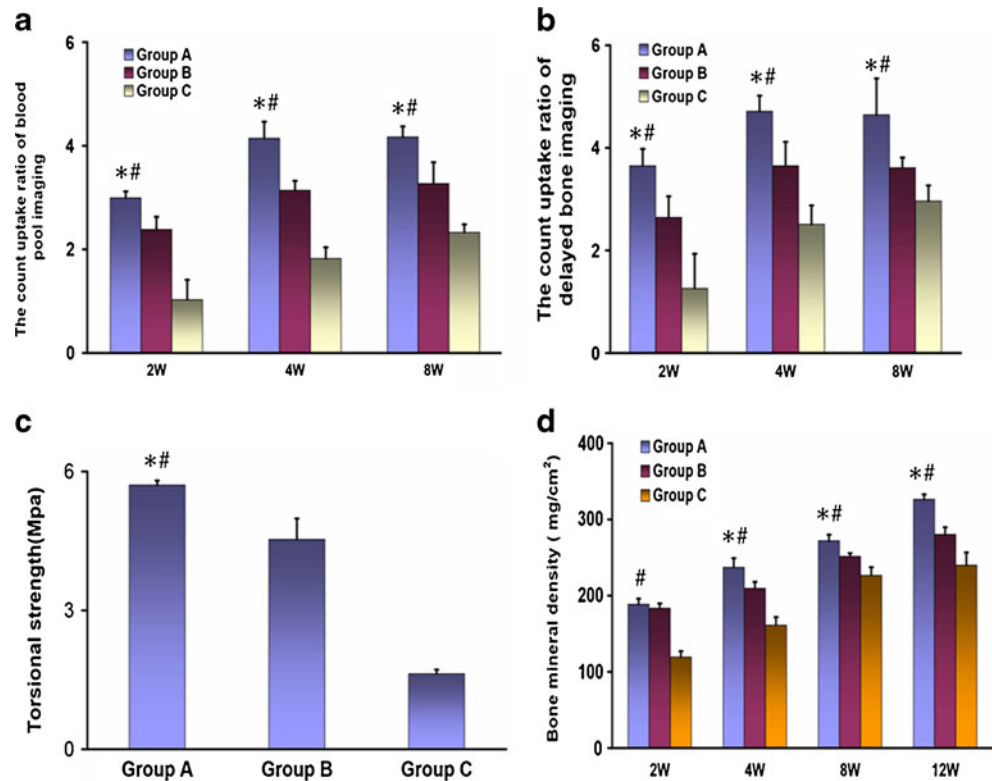 a
The count uptake ratio of blood
pool imaging
6
4
2
0
Group A
Group B
Group C
*#
*#
*#
2W
4W
8W
b
The count uptake ratio of
delayed bone imaging
6
4
2
0
Group A
Group B
Group C
*#
*#
*#
2W
4W
8W
c
Torsional strength(Mpa)
6
3
0
*#
Group A
Group B
Group C
d
Bone mineral density ( mg/cm²)
400
300
200
100
0
Group A
Group B
Group C
#
*#
*#
*#
2W
4W
8W
12W